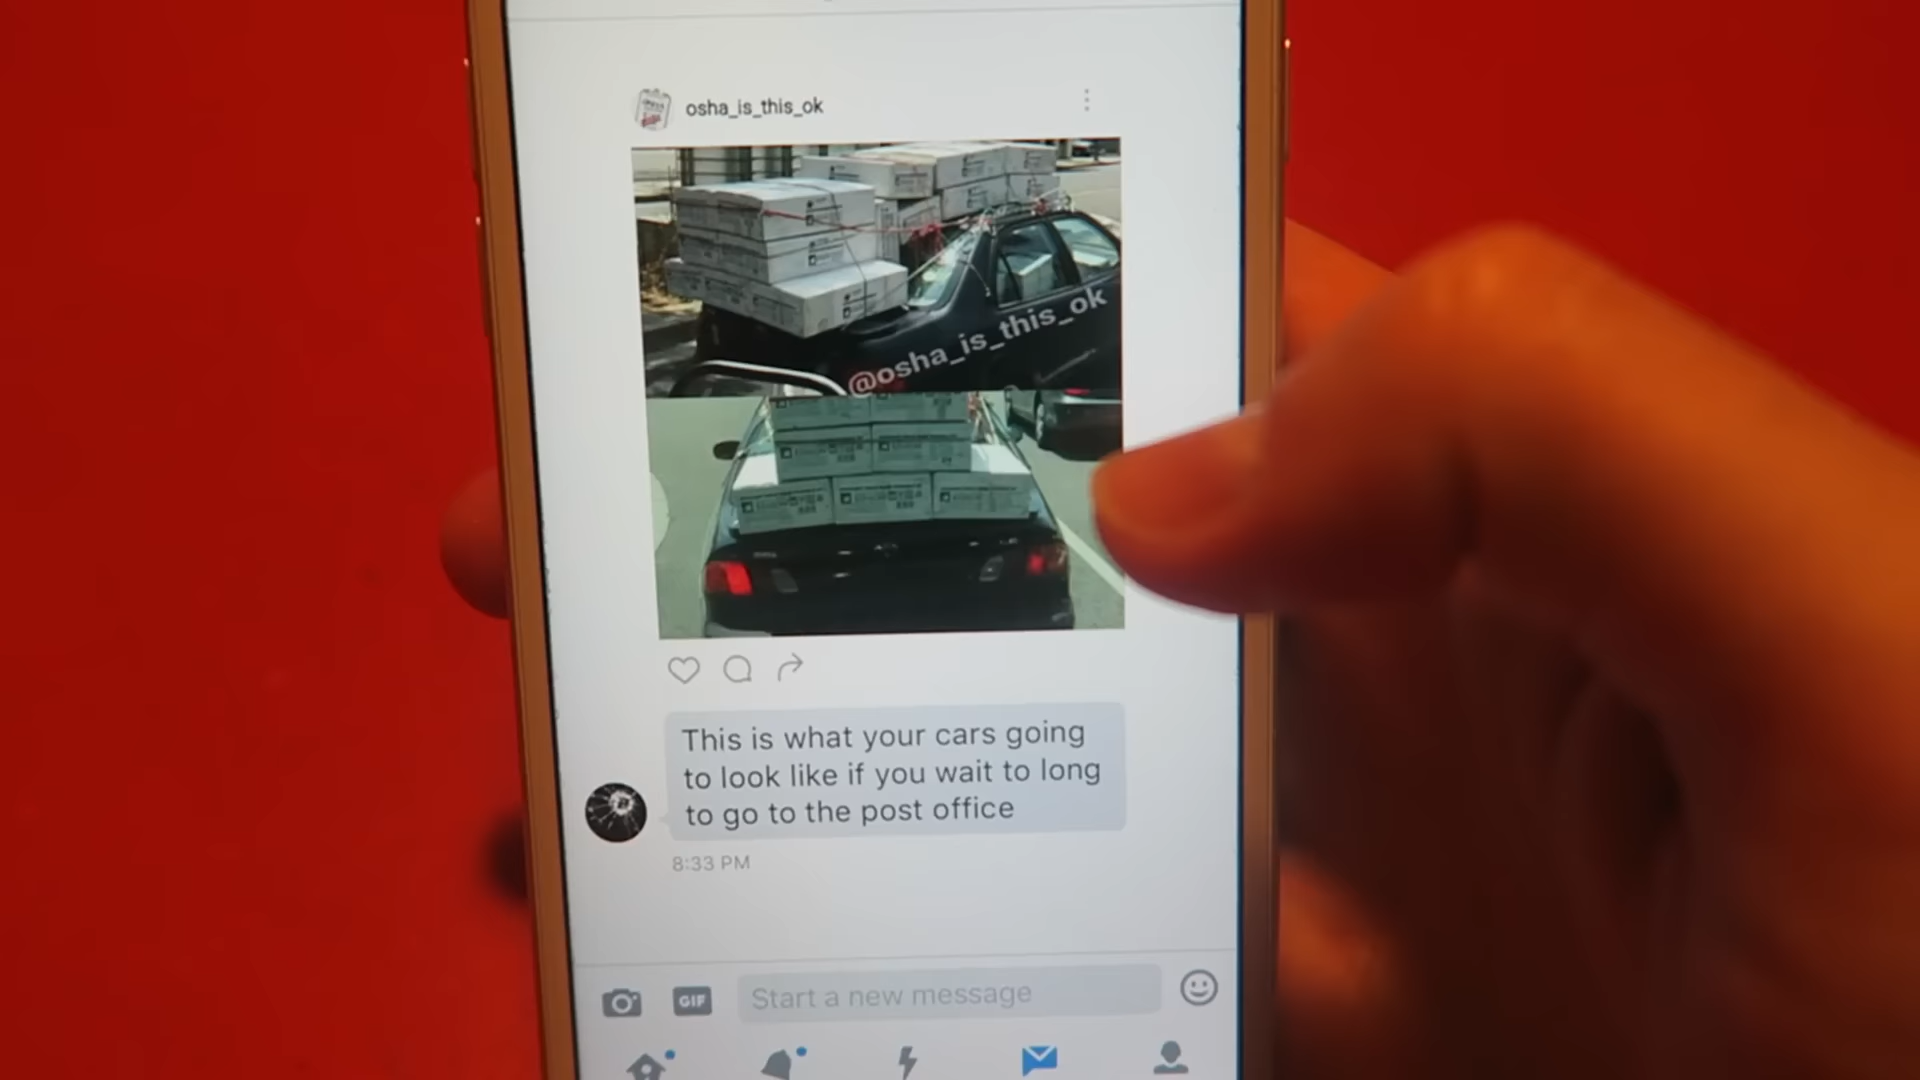 osha_is_this_ok
@osha_is_this_ok
This is what your cars going
to look like if you wait to long
to go to the post office
8:33 PM
GIF
Start a new message